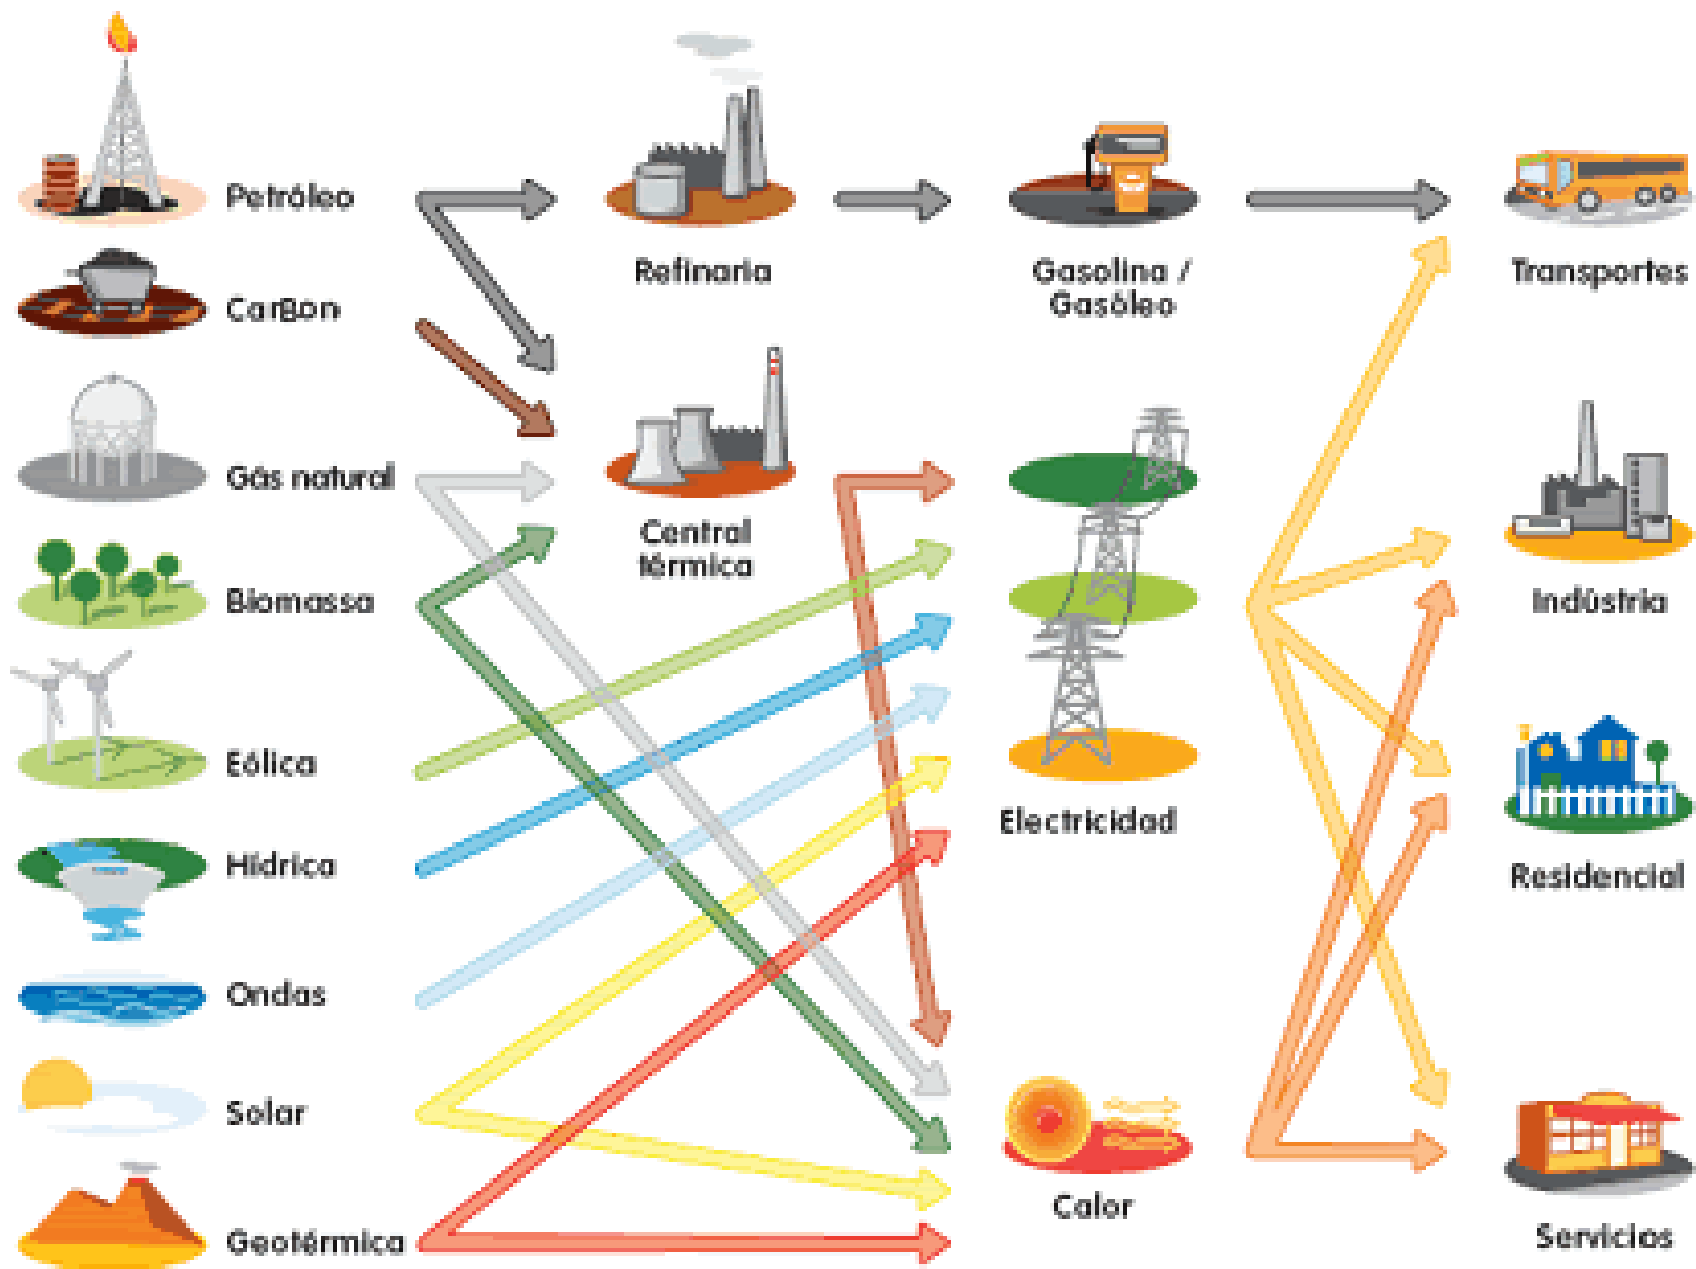 Petróleo
Refinaria
Gasolina /
Gasóleo
Transportes
CarBon
Gás natural
Central
térmica
Biomassa
Indústria
Eólica
Electricidad
Hídrica
Residencial
Ondas
Solar
Calor
Geotérmica
Servicios